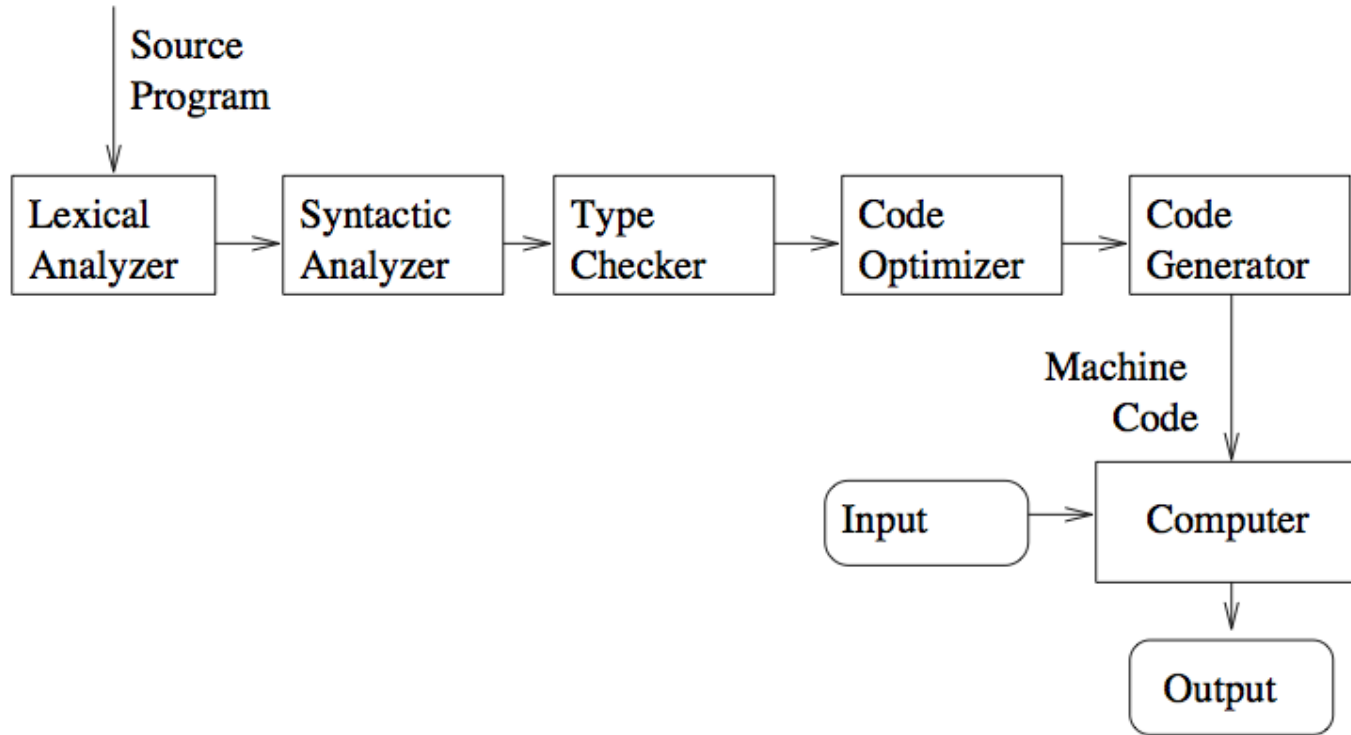 Source
Program
Lexical
Analyzer
Syntactic
Analyzer
Type
Checker
Code
Optimizer
Code
Generator
Machine
Code
Input
Computer
Output